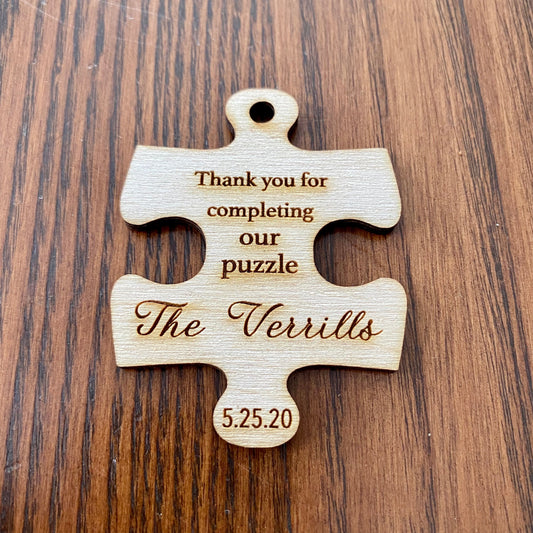 Thank you for
completing
our
puzzle
The Verrills
5.25.20